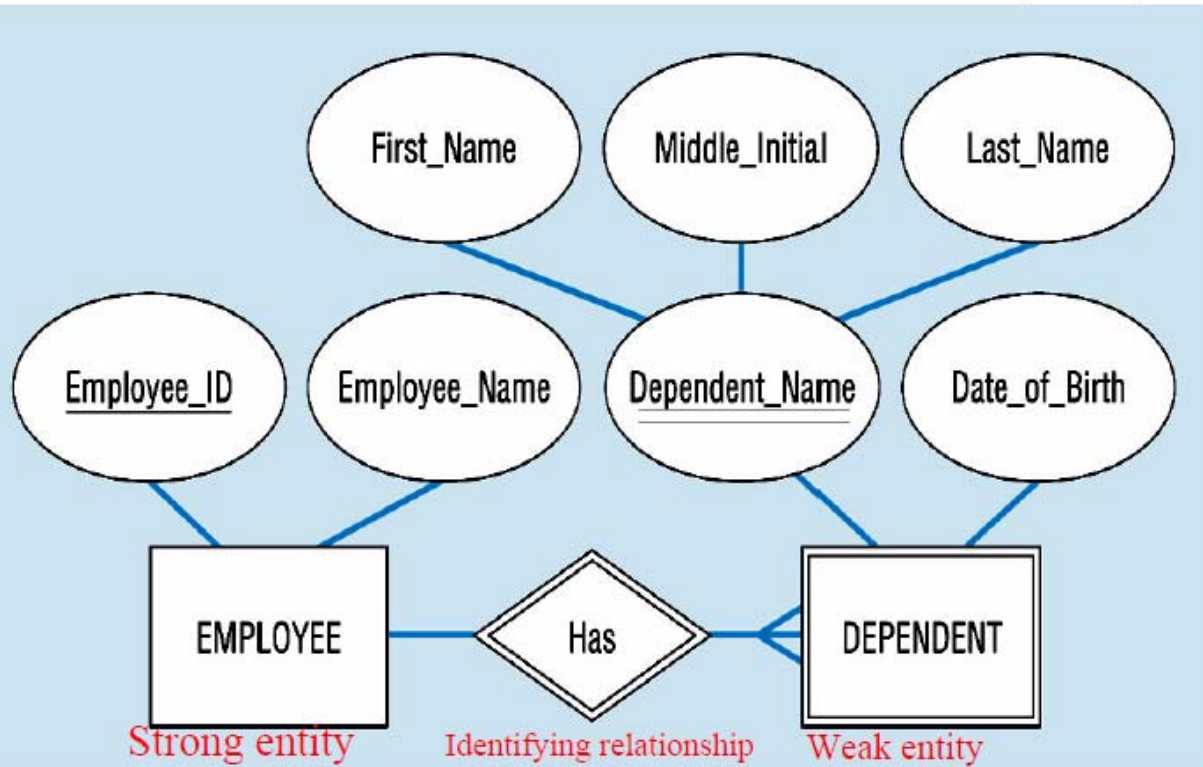 First_Name
Middle_Initial
Last_Name
Employee_ID
Employee_Name
Dependent_Name
Date_of_Birth
EMPLOYEE
Has
DEPENDENT
Strong entity
Identifying relationship
Weak entity